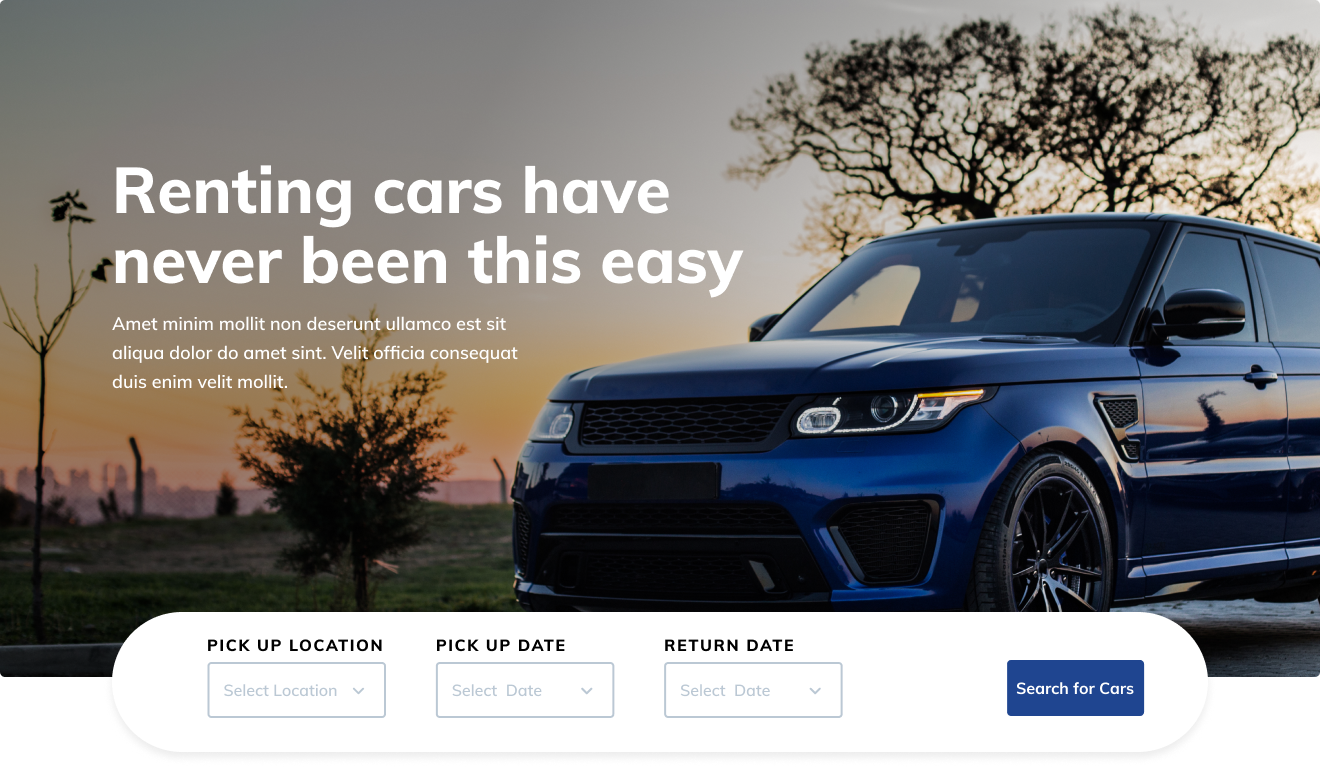 Renting cars have
never been this easy
Amet minim mollit non deserunt ullamco est sit
aliqua dolor do amet sint. Velit officia consequat
duis enim velit mollit.
PICK UP LOCATION
PICK UP DATE
RETURN DATE
Select Location
Select Date
Select Date
Search for Cars